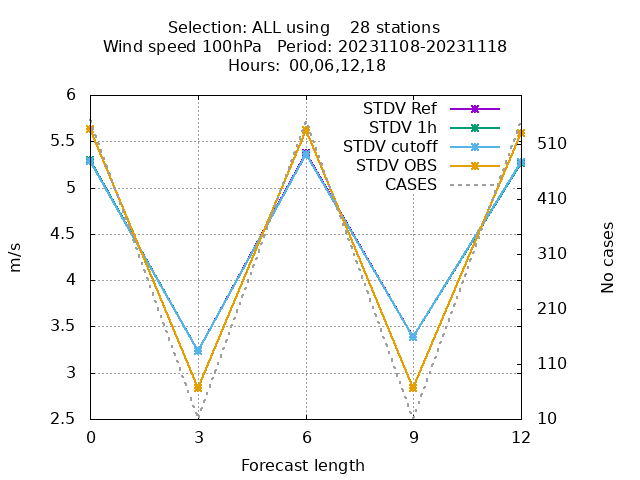 Selection: ALL using    28 stations
Wind speed 100hPa   Period: 20231108-20231118
Hours: 00,06,12,18
STDV Ref
STDV 1h
STDV cutoff
STDV OBS
CASES
6
5.5
5
4.5
4
3.5
3
2.5
m/s
510
410
310
210
110
10
No cases
0 3 6 9 12
Forecast length